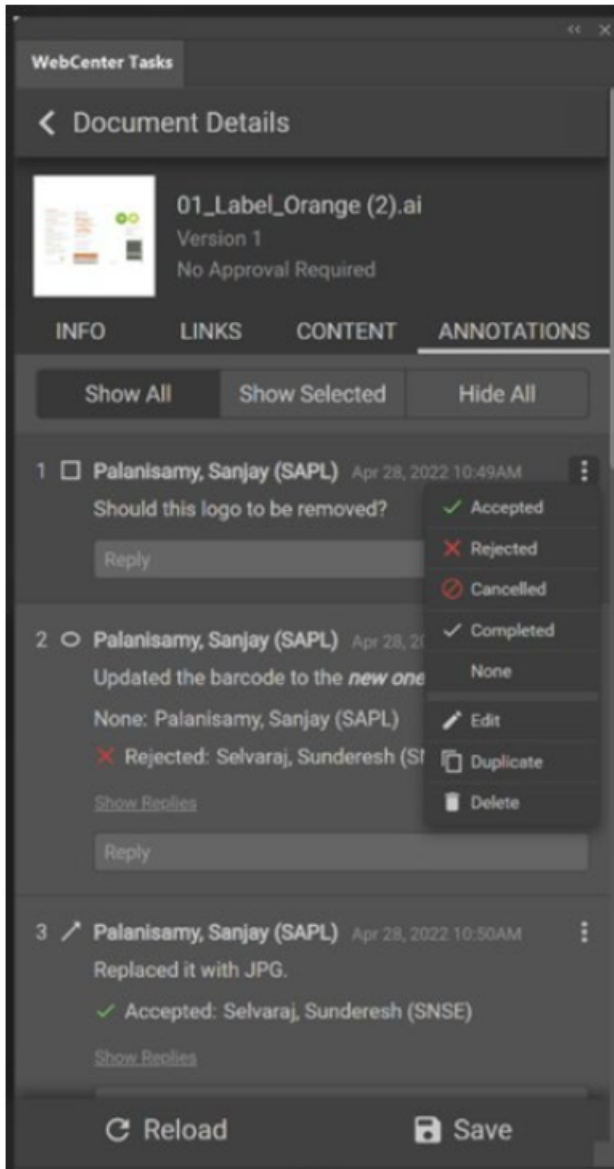 WebCenter Tasks
Document Details
01_Label_Orange (2).ai
Version 1
No Approval Required
INFO LINKS CONTENT ANNOTATIONS
Show All Show Selected Hide All
1 Palanisamy, Sanjay (SAPL) Apr 28, 2022 10:49AM
Should this logo to be removed?
Reply
Accepted
Rejected
Cancelled
Completed
None
Edit
Duplicate
Delete
2 Palanisamy, Sanjay (SAPL) Apr 28,
Updated the barcode to the new one
None: Palanisamy, Sanjay (SAPL)
Rejected: Selvaraj, Sunderesh
Show Replies
Reply
3 Palanisamy, Sanjay (SAPL) Apr 28, 2022 10:50AM
Replaced it with JPG.
Accepted: Selvaraj, Sunderesh (SNSE)
Show Replies
Reload Save